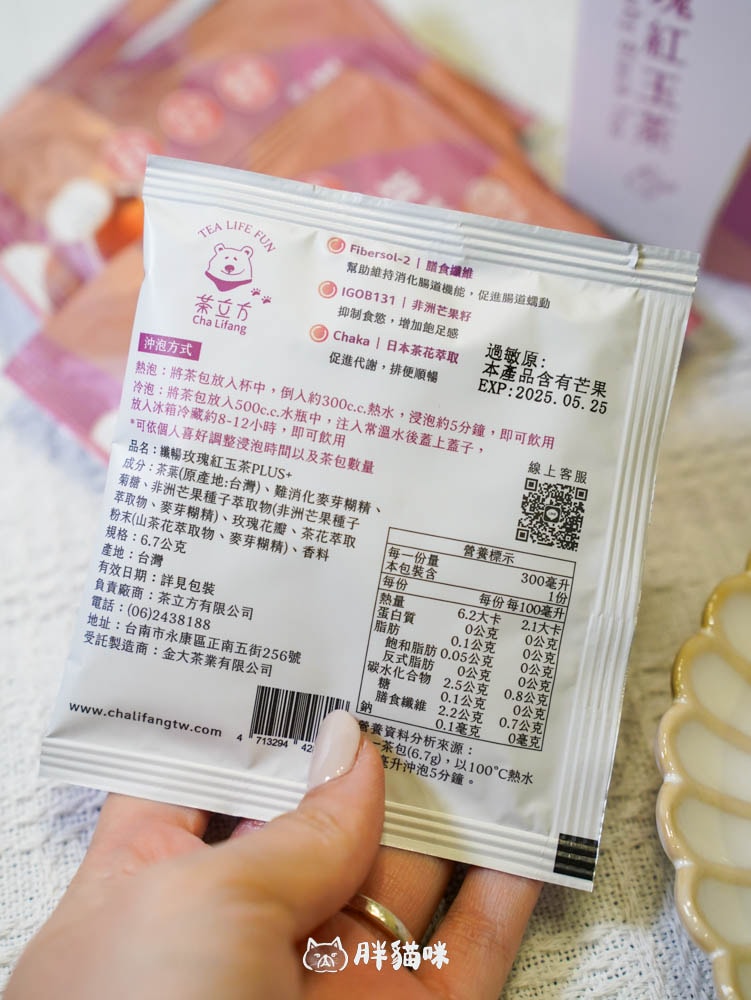 瑰紅玉茶
TEA LIFE FUN
茶立方
Cha Lifang
Fibersol-2 | 膳食纖維
幫助維持消化腸道機能，促進腸道蠕動
IGOB131 | 非洲芒果籽
抑制食慾，增加飽足感
Chaka | 日本茶花萃取
促進代謝，排便順暢
過敏原:
本產品含有芒果
EXP:2025.05.25
沖泡方式
熱泡：將茶包放入杯中，倒入約300c.c.熱水，浸泡約5分鐘，即可飲用
冷泡：將茶包放入500c.c.水瓶中，注入常溫水後蓋上蓋子，
放入冰箱冷藏約8-12小時，即可飲用
*可依個人喜好調整浸泡時間以及茶包數量
品名：纖暢玫瑰紅玉茶PLUS+
成分：茶葉(原產地:台灣)、難消化麥芽糊精、
菊糖、非洲芒果種子萃取物(非洲芒果種子
萃取物、麥芽糊精)、玫瑰花瓣、茶花萃取
粉末(山茶花萃取物、麥芽糊精)、香料
規格：6.7公克
產地：台灣
有效日期：詳見包裝
負責廠商：茶立方有限公司
電話：(06)2438188
地址：台南市永康區正南五街256號
受託製造商：金大茶業有限公司
www.chalifangtw.com
4 713294 42
線上客服
營養標示
每一份量 300毫升
本包裝含 1份
每份 每份 每100毫升
熱量 6.2大卡 2.1大卡
蛋白質 0公克 0公克
脂肪 0.1公克 0公克
飽和脂肪 0.05公克 0公克
反式脂肪 0公克 0公克
碳水化合物 2.5公克 0.8公克
糖 0.1公克 0公克
膳食纖維 2.2公克 0.7公克
鈉 0.1毫克 0毫克
營養資料分析來源：
一茶包(6.7g)，以100°C熱水
毫升沖泡5分鐘。
胖貓咪